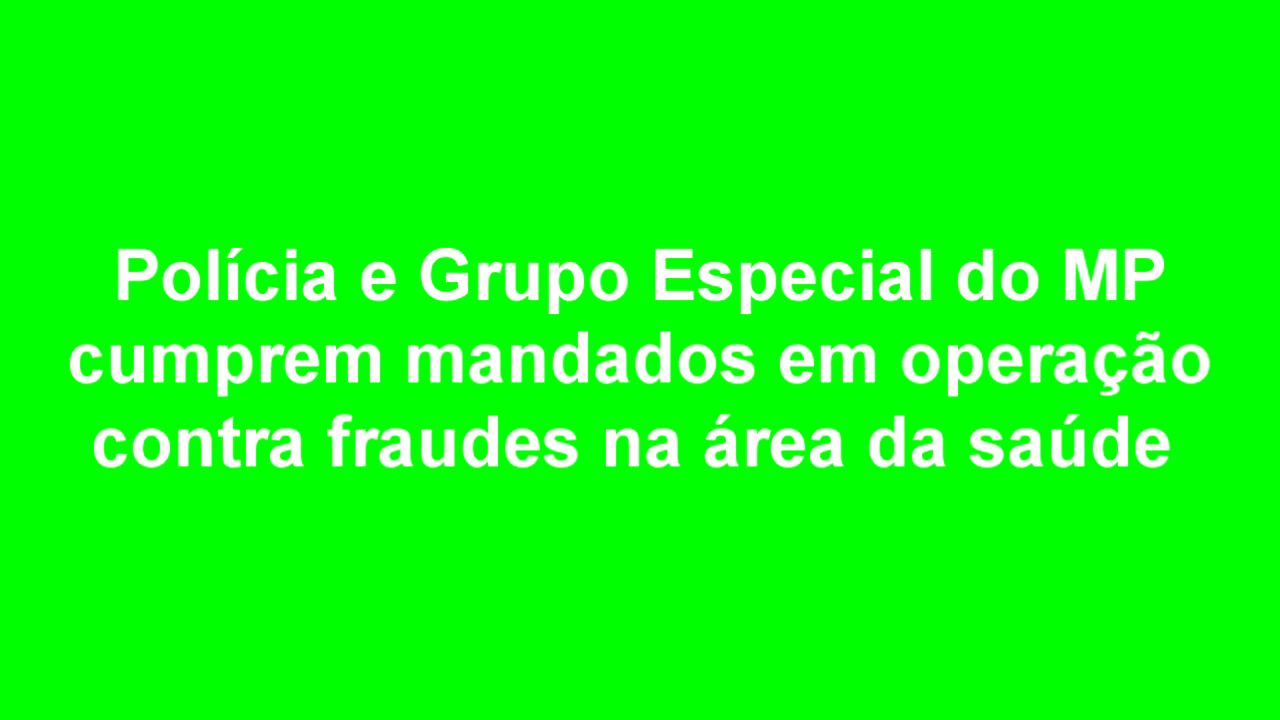 Polícia e Grupo Especial do MP
cumprem mandados em operação
contra fraudes na área da saúde